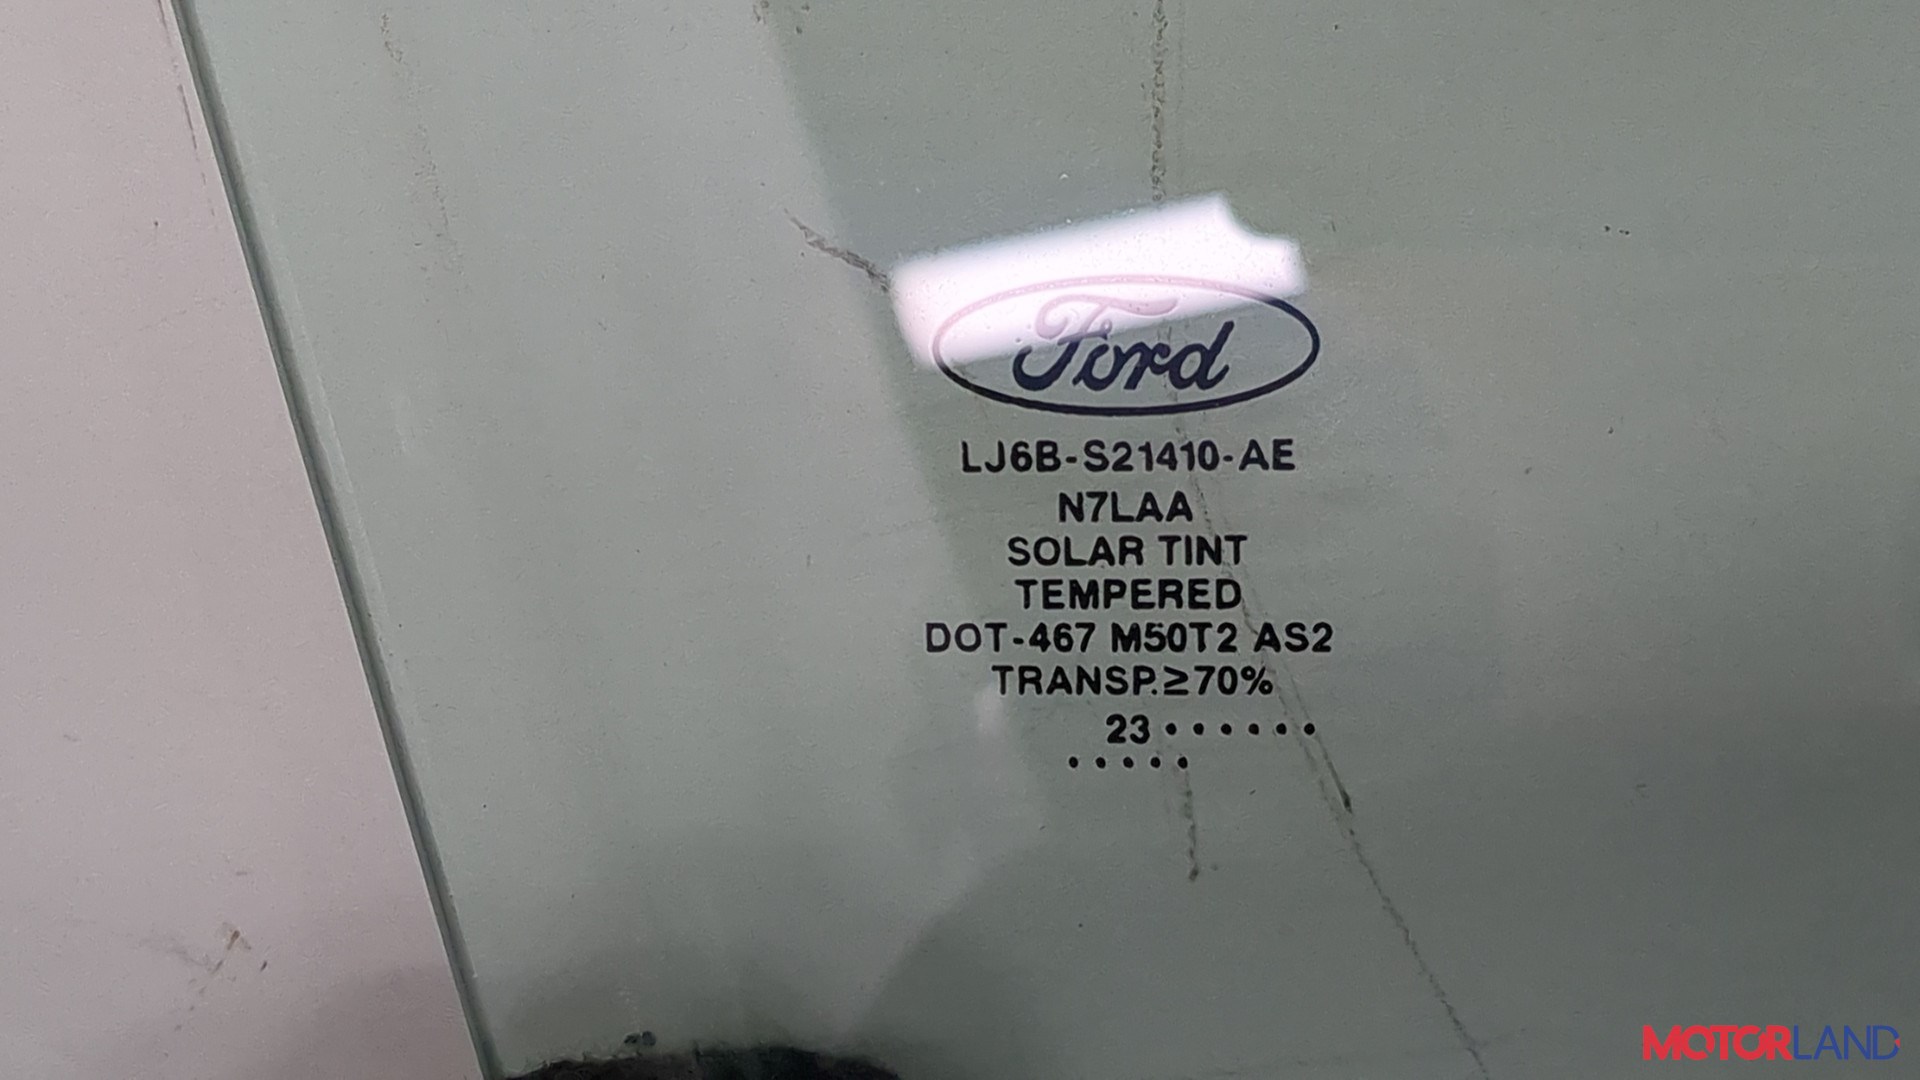 Ford
LJ6B-S21410-AE
N7LAA
SOLAR TINT
TEMPERED
DOT-467 M50T2 AS2
TRANSP.≥70%
23 • • • • • •
• • • • •
MOTORLAND